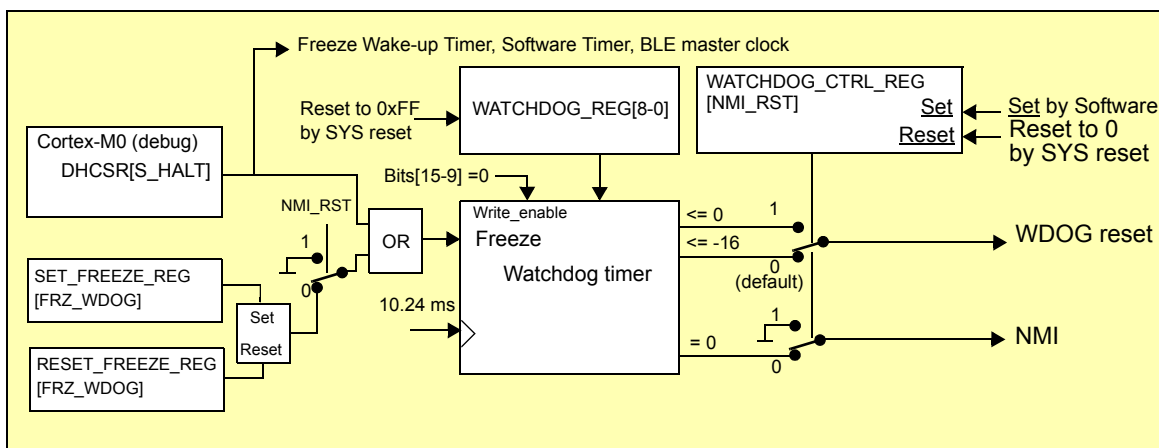 Freeze Wake-up Timer, Software Timer, BLE master clock
Cortex-M0 (debug)
DHCSR[S_HALT]
Reset to 0xFF
by SYS reset
WATCHDOG_REG[8-0]
WATCHDOG_CTRL_REG
[NMI_RST]
Set
Reset
Set by Software
Reset to 0
by SYS reset
Bits[15-9] =0
NMI_RST
1
0
OR
Write_enable
Freeze
Watchdog timer
10.24 ms
<= 0
<= -16
= 0
1
0
(default)
WDOG reset
1
0
NMI
SET_FREEZE_REG
[FRZ_WDOG]
Set
Reset
RESET_FREEZE_REG
[FRZ_WDOG]